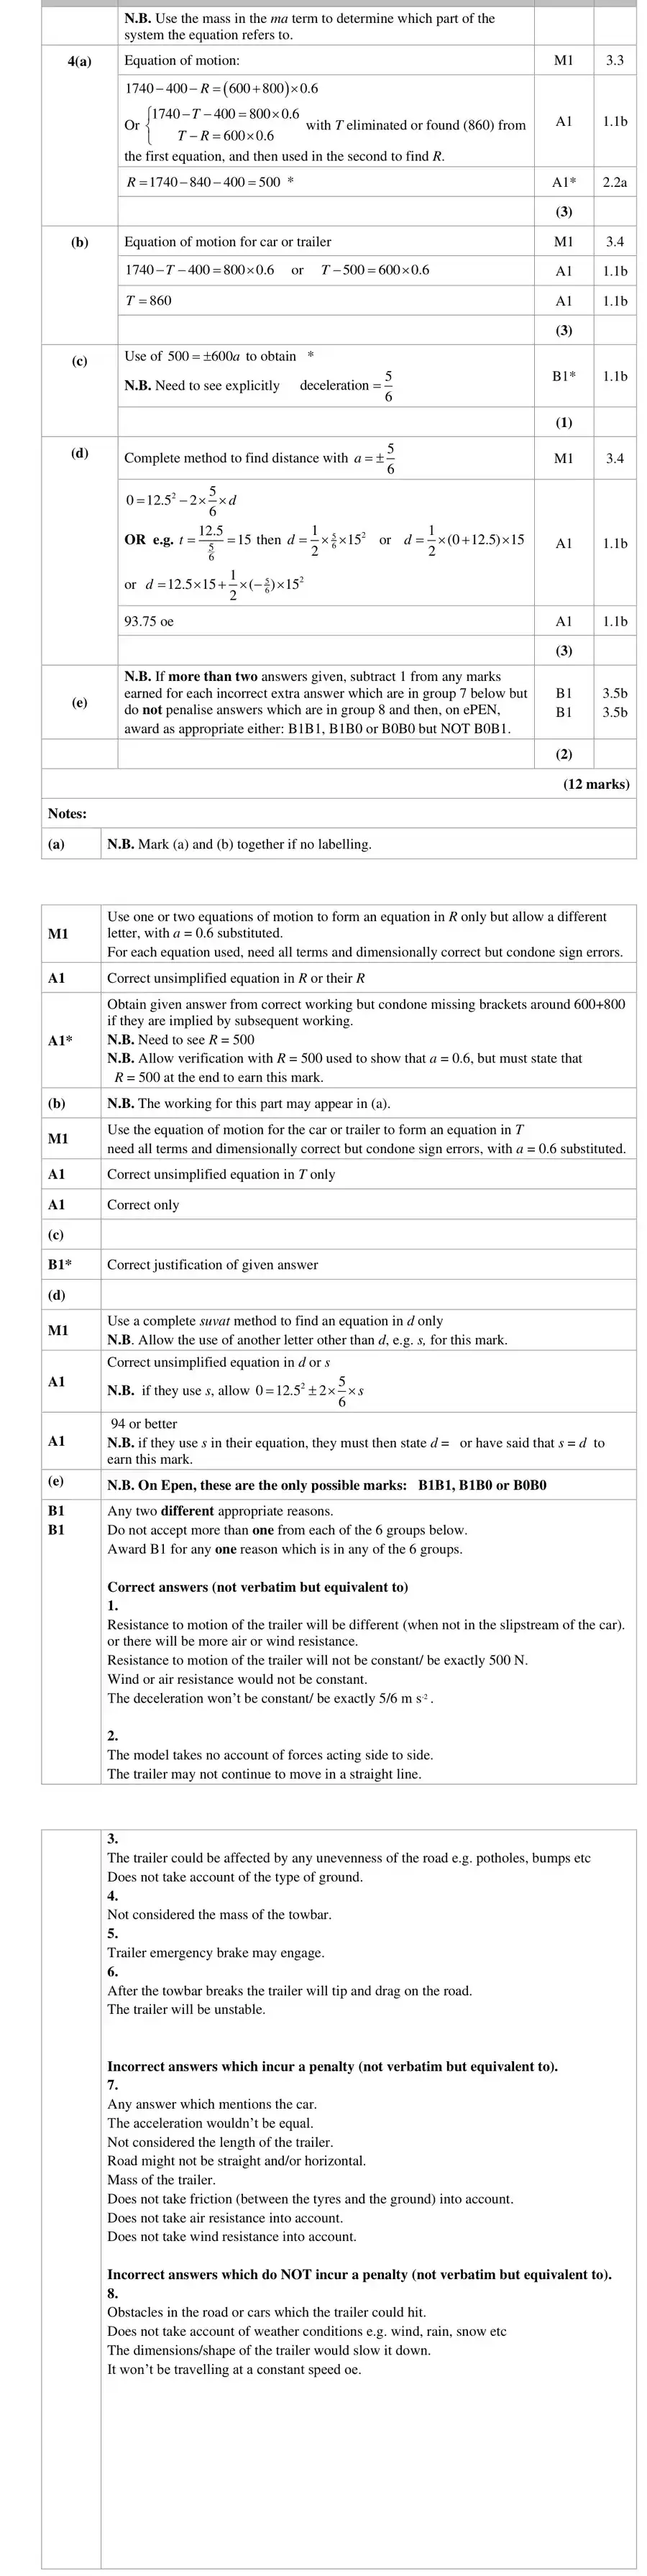 N.B. Use the mass in the ma term to determine which part of the
system the equation refers to.
4(a) Equation of motion: M1 3.3
1740 − 400 − R = (600 + 800) × 0.6
Or { 1740 − T − 400 = 800 × 0.6
T − R = 600 × 0.6 with T eliminated or found (860) from
the first equation, and then used in the second to find R. A1 1.1b
R = 1740 − 840 − 400 = 500 * A1* 2.2a
(3)
(b) Equation of motion for car or trailer M1 3.4
1740 − T − 400 = 800 × 0.6 or T − 500 = 600 × 0.6 A1 1.1b
T = 860 A1 1.1b
(3)
(c) Use of 500 = ±600a to obtain *
N.B. Need to see explicitly deceleration = 5/6 B1* 1.1b
(1)
(d) Complete method to find distance with a = ± 5/6 M1 3.4
0 = 12.5² − 2 × 5/6 × d
OR e.g. t = 12.5/(5/6) = 15 then d = 1/2 × 5/6 × 15² or d = 1/2 × (0 + 12.5) × 15
or d = 12.5 × 15 + 1/2 × (− 5/6) × 15² A1 1.1b
93.75 oe A1 1.1b
(3)
(e) N.B. If more than two answers given, subtract 1 from any marks
earned for each incorrect extra answer which are in group 7 below but B1 3.5b
do not penalise answers which are in group 8 and then, on ePEN, B1 3.5b
award as appropriate either: B1B1, B1B0 or B0B0 but NOT B0B1.
(2)
(12 marks)
Notes:
(a) N.B. Mark (a) and (b) together if no labelling.
M1 Use one or two equations of motion to form an equation in R only but allow a different
letter, with a = 0.6 substituted.
For each equation used, need all terms and dimensionally correct but condone sign errors.
A1 Correct unsimplified equation in R or their R
A1* Obtain given answer from correct working but condone missing brackets around 600+800
if they are implied by subsequent working.
N.B. Need to see R = 500
N.B. Allow verification with R = 500 used to show that a = 0.6, but must state that
R = 500 at the end to earn this mark.
(b) N.B. The working for this part may appear in (a).
M1 Use the equation of motion for the car or trailer to form an equation in T
need all terms and dimensionally correct but condone sign errors, with a = 0.6 substituted.
A1 Correct unsimplified equation in T only
A1 Correct only
(c)
B1* Correct justification of given answer
(d)
M1 Use a complete suvat method to find an equation in d only
N.B. Allow the use of another letter other than d, e.g. s, for this mark.
A1 Correct unsimplified equation in d or s
N.B. if they use s, allow 0 = 12.5² ± 2 × 5/6 × s
A1 94 or better
N.B. if they use s in their equation, they must then state d = or have said that s = d to
earn this mark.
(e) N.B. On Epen, these are the only possible marks: B1B1, B1B0 or B0B0
B1 Any two different appropriate reasons.
B1 Do not accept more than one from each of the 6 groups below.
Award B1 for any one reason which is in any of the 6 groups.
Correct answers (not verbatim but equivalent to)
1.
Resistance to motion of the trailer will be different (when not in the slipstream of the car).
or there will be more air or wind resistance.
Resistance to motion of the trailer will not be constant/ be exactly 500 N.
Wind or air resistance would not be constant.
The deceleration won't be constant/ be exactly 5/6 m s⁻² .
2.
The model takes no account of forces acting side to side.
The trailer may not continue to move in a straight line.
3.
The trailer could be affected by any unevenness of the road e.g. potholes, bumps etc
Does not take account of the type of ground.
4.
Not considered the mass of the towbar.
5.
Trailer emergency brake may engage.
6.
After the towbar breaks the trailer will tip and drag on the road.
The trailer will be unstable.
Incorrect answers which incur a penalty (not verbatim but equivalent to).
7.
Any answer which mentions the car.
The acceleration wouldn't be equal.
Not considered the length of the trailer.
Road might not be straight and/or horizontal.
Mass of the trailer.
Does not take friction (between the tyres and the ground) into account.
Does not take air resistance into account.
Does not take wind resistance into account.
Incorrect answers which do NOT incur a penalty (not verbatim but equivalent to).
8.
Obstacles in the road or cars which the trailer could hit.
Does not take account of weather conditions e.g. wind, rain, snow etc
The dimensions/shape of the trailer would slow it down.
It won't be travelling at a constant speed oe.